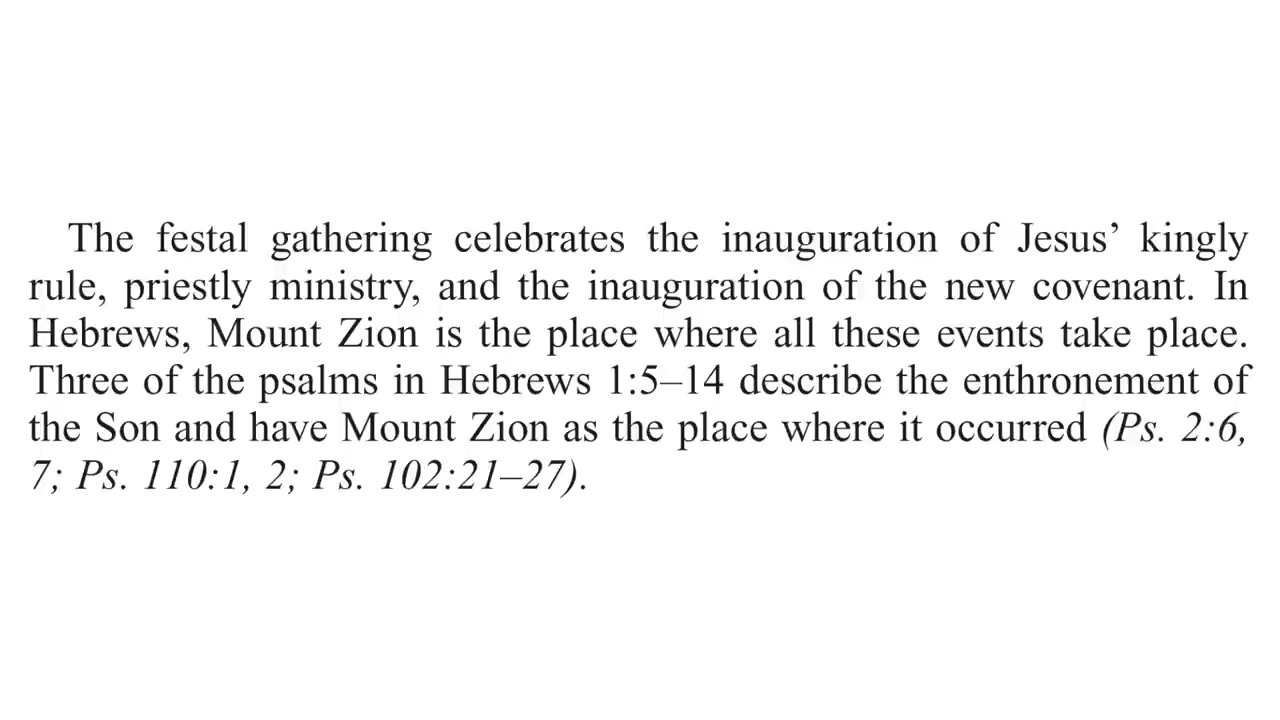 The festal gathering celebrates the inauguration of Jesus’ kingly
rule, priestly ministry, and the inauguration of the new covenant. In
Hebrews, Mount Zion is the place where all these events take place.
Three of the psalms in Hebrews 1:5–14 describe the enthronement of
the Son and have Mount Zion as the place where it occurred (Ps. 2:6,
7; Ps. 110:1, 2; Ps. 102:21–27).